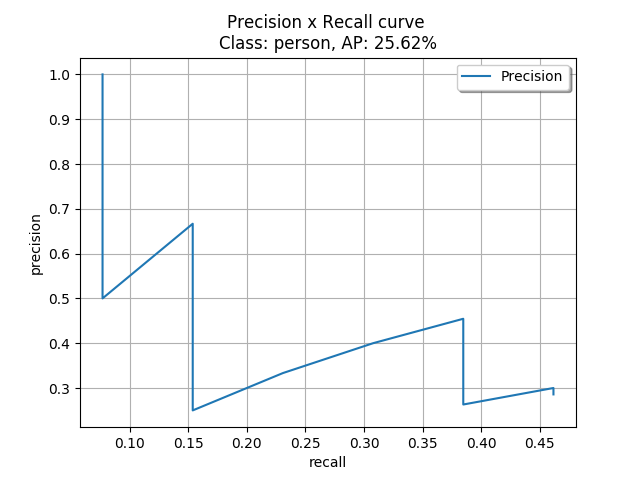 Precision x Recall curve
Class: person, AP: 25.62%
Precision
1.0
0.9
0.8
0.7
0.6
0.5
0.4
0.3
precision
0.10 0.15 0.20 0.25 0.30 0.35 0.40 0.45
recall